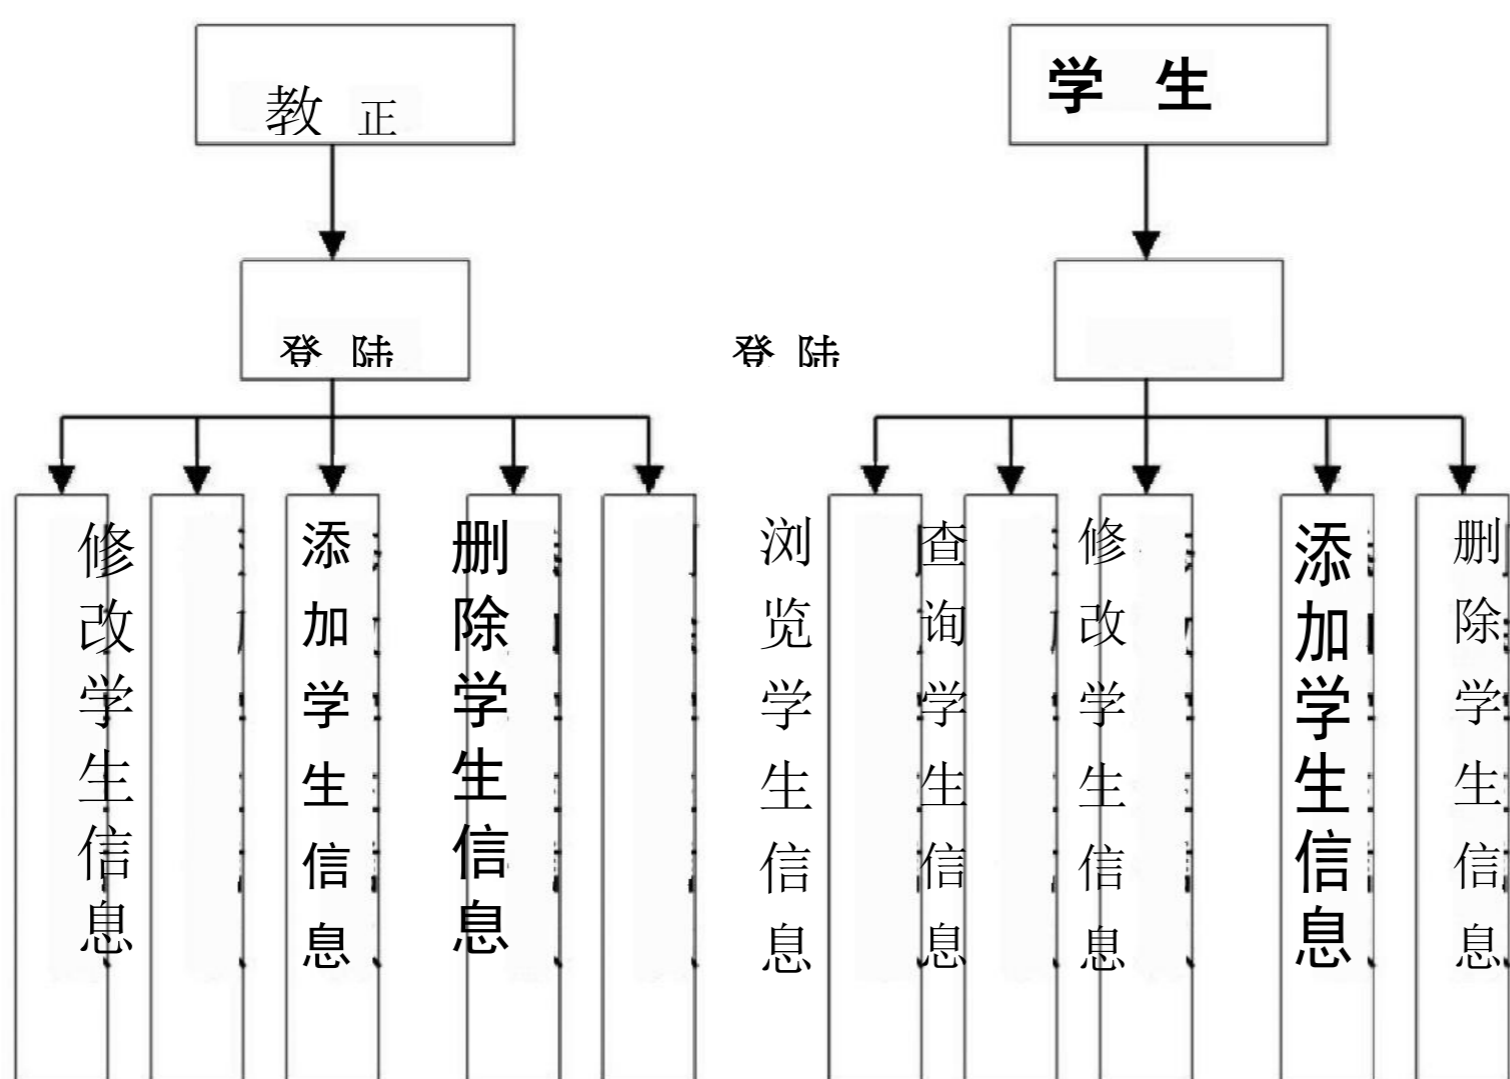 教 正
学 生
登 陆
登 陆
修改学生信息
添加学生信息
删除学生信息
浏览学生信息
查询学生信息
修改学生信息
添加学生信息
删除学生信息